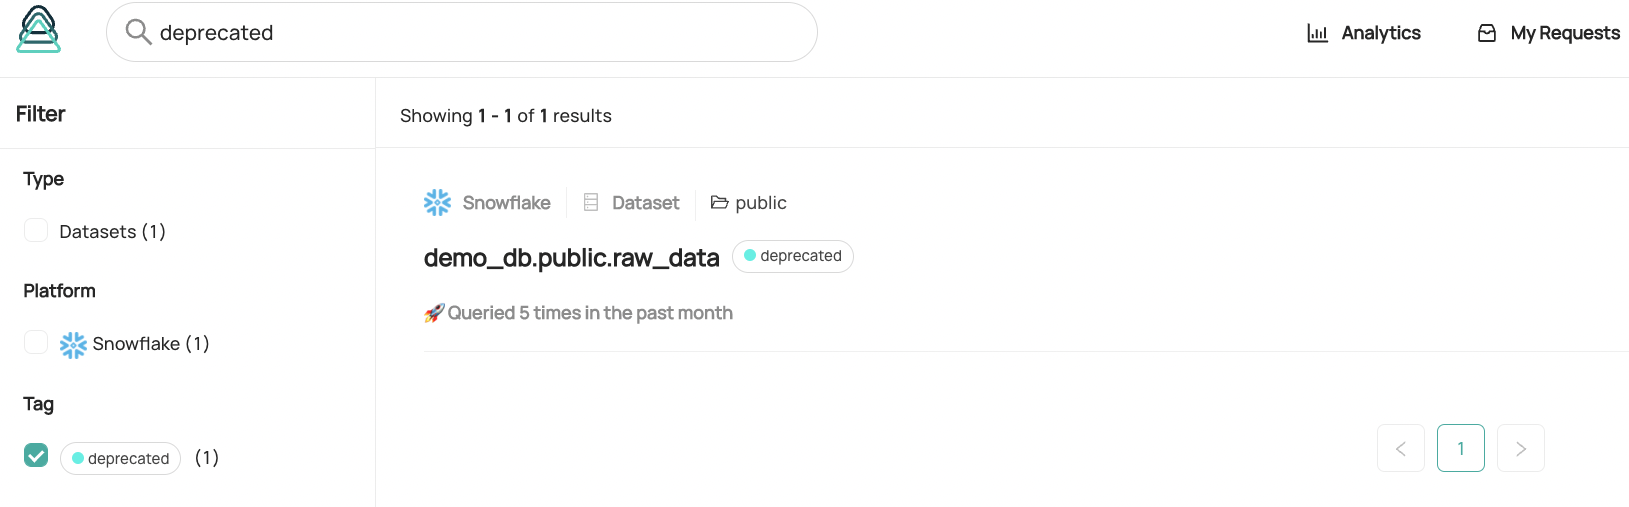 deprecated
Analytics
My Requests
Filter
Showing 1 - 1 of 1 results
Type
Datasets (1)
Platform
Snowflake (1)
Tag
deprecated (1)
Snowflake
Dataset
public
demo_db.public.raw_data deprecated
🚀 Queried 5 times in the past month
< 1 >